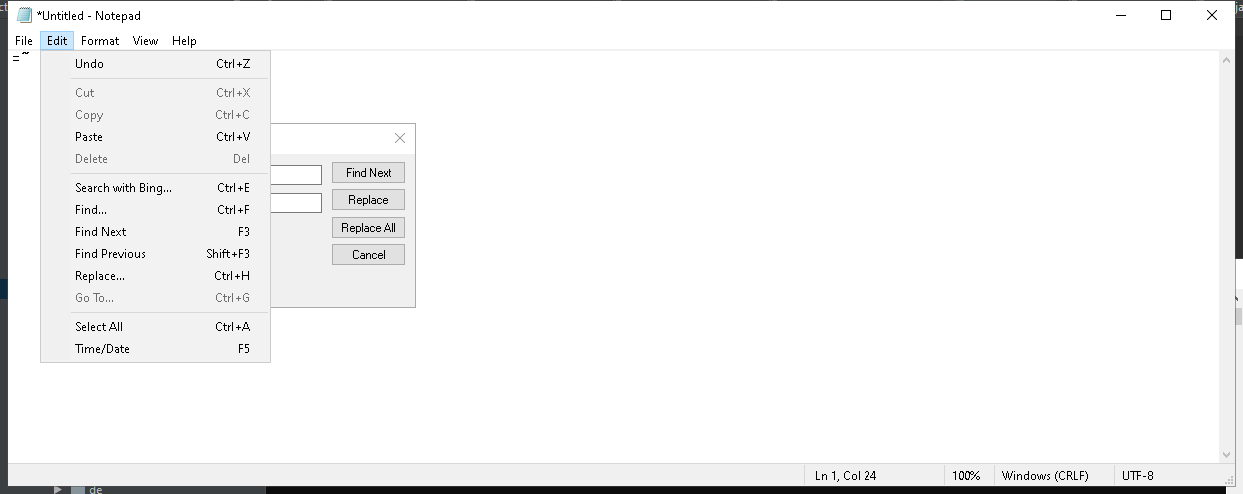 *Untitled - Notepad
File Edit Format View Help
=~
Undo Ctrl+Z
Cut Ctrl+X
Copy Ctrl+C
Paste Ctrl+V
Delete Del
Search with Bing... Ctrl+E
Find... Ctrl+F
Find Next F3
Find Previous Shift+F3
Replace... Ctrl+H
Go To... Ctrl+G
Select All Ctrl+A
Time/Date F5
Find Next
Replace
Replace All
Cancel
Ln 1, Col 24 100% Windows (CRLF) UTF-8
de